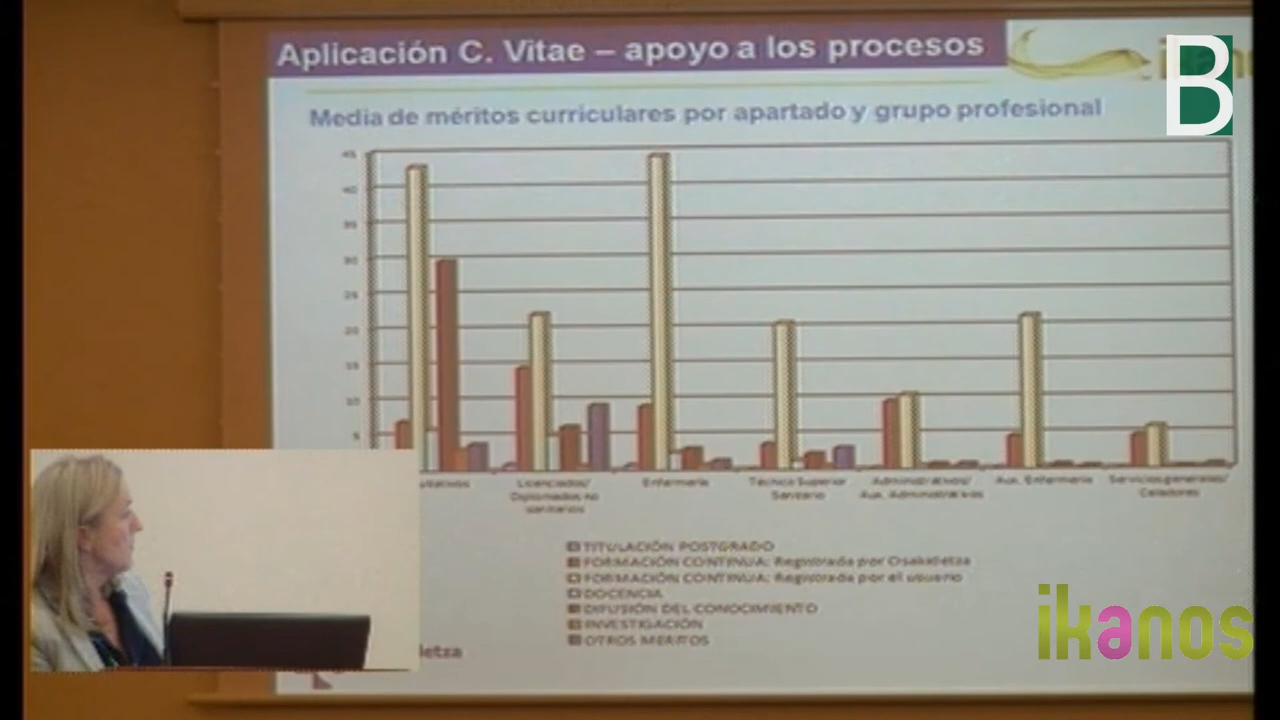 Aplicación C. Vitae – apoyo a los procesos
B
Media de méritos curriculares por apartado y grupo profesional
45
40
35
30
25
20
15
10
5
Licenciados/
Diplomados no
sanitarios
Enfermería
Técnico Superior
Sanitario
Administrativos/
Aux. Administrativos
Aux. Enfermería
Servicios generales/
Celadores
TITULACIÓN POSTGRADO
FORMACIÓN CONTINUA: Registrada por Osakidetza
FORMACIÓN CONTINUA: Registrada por el usuario
DOCENCIA
DIFUSIÓN DEL CONOCIMIENTO
INVESTIGACIÓN
OTROS MERITOS
ikanos
letza